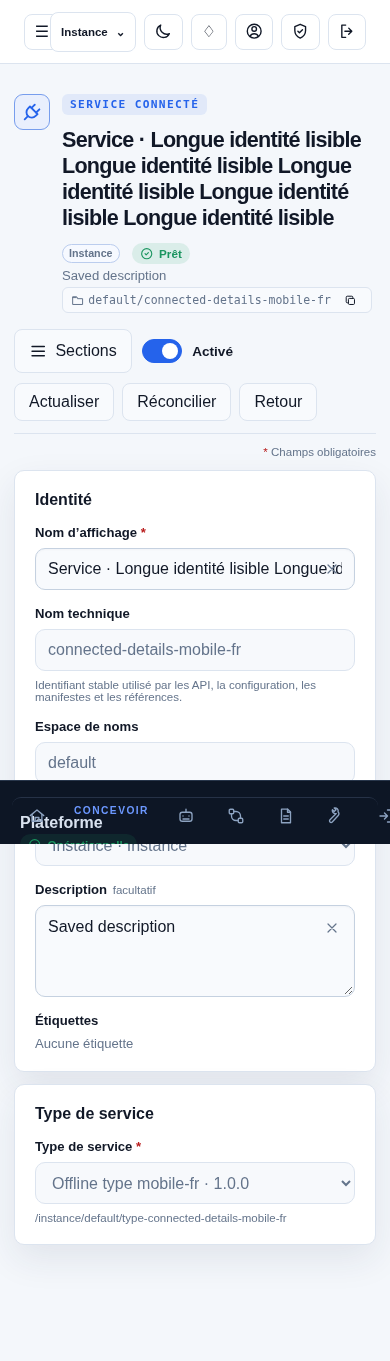 Instance
SERVICE CONNECTÉ
Service · Longue identité lisible
Longue identité lisible Longue
identité lisible Longue identité
lisible Longue identité lisible
Instance
Prêt
Saved description
default/connected-details-mobile-fr
Sections
Activé
Actualiser
Réconcilier
Retour
* Champs obligatoires
Identité
Nom d’affichage *
Service · Longue identité lisible Longue id
Nom technique
connected-details-mobile-fr
Identifiant stable utilisé par les API, la configuration, les
manifestes et les références.
Espace de noms
default
CONCEVOIR
Plateforme
Instance · Instance
Description facultatif
Saved description
Étiquettes
Aucune étiquette
Type de service
Type de service *
Offline type mobile-fr · 1.0.0
/instance/default/type-connected-details-mobile-fr